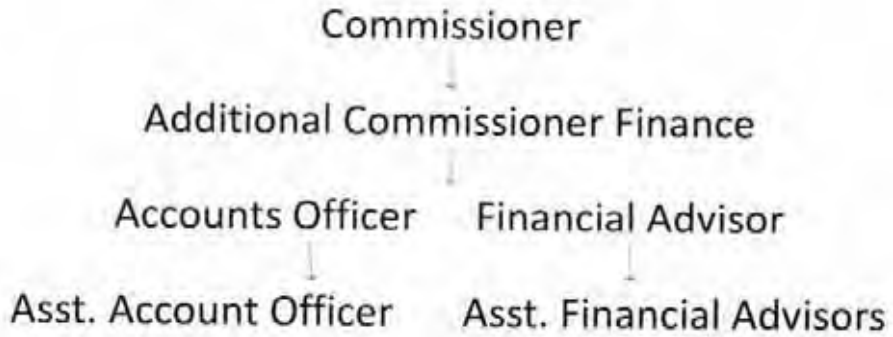 Commissioner
Additional Commissioner Finance
Accounts Officer Financial Advisor
Asst. Account Officer Asst. Financial Advisors